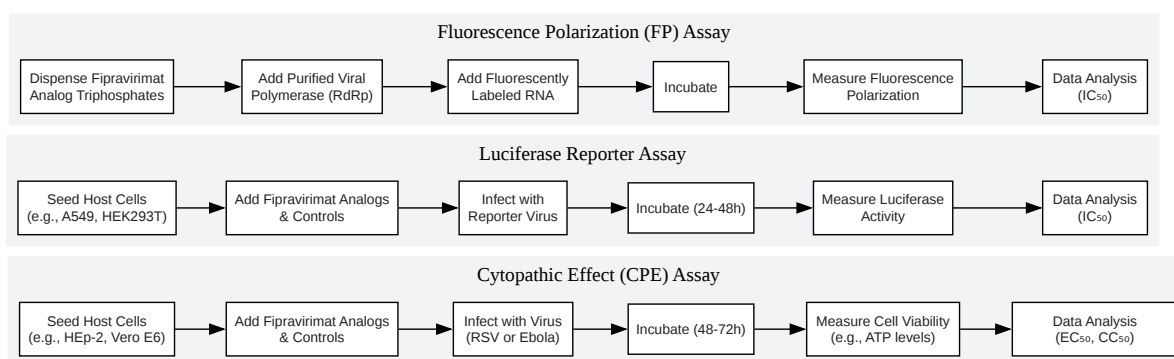 Fluorescence Polarization (FP) Assay
Dispense Fipravirimat
Analog Triphosphates
Add Purified Viral
Polymerase (RdRp)
Add Fluorescently
Labeled RNA
Incubate
Measure Fluorescence
Polarization
Data Analysis
(IC₅₀)
Luciferase Reporter Assay
Seed Host Cells
(e.g., A549, HEK293T)
Add Fipravirimat Analogs
& Controls
Infect with
Reporter Virus
Incubate (24-48h)
Measure Luciferase
Activity
Data Analysis
(IC₅₀)
Cytopathic Effect (CPE) Assay
Seed Host Cells
(e.g., HEp-2, Vero E6)
Add Fipravirimat Analogs
& Controls
Infect with Virus
(RSV or Ebola)
Incubate (48-72h)
Measure Cell Viability
(e.g., ATP levels)
Data Analysis
(EC₅₀, CC₅₀)